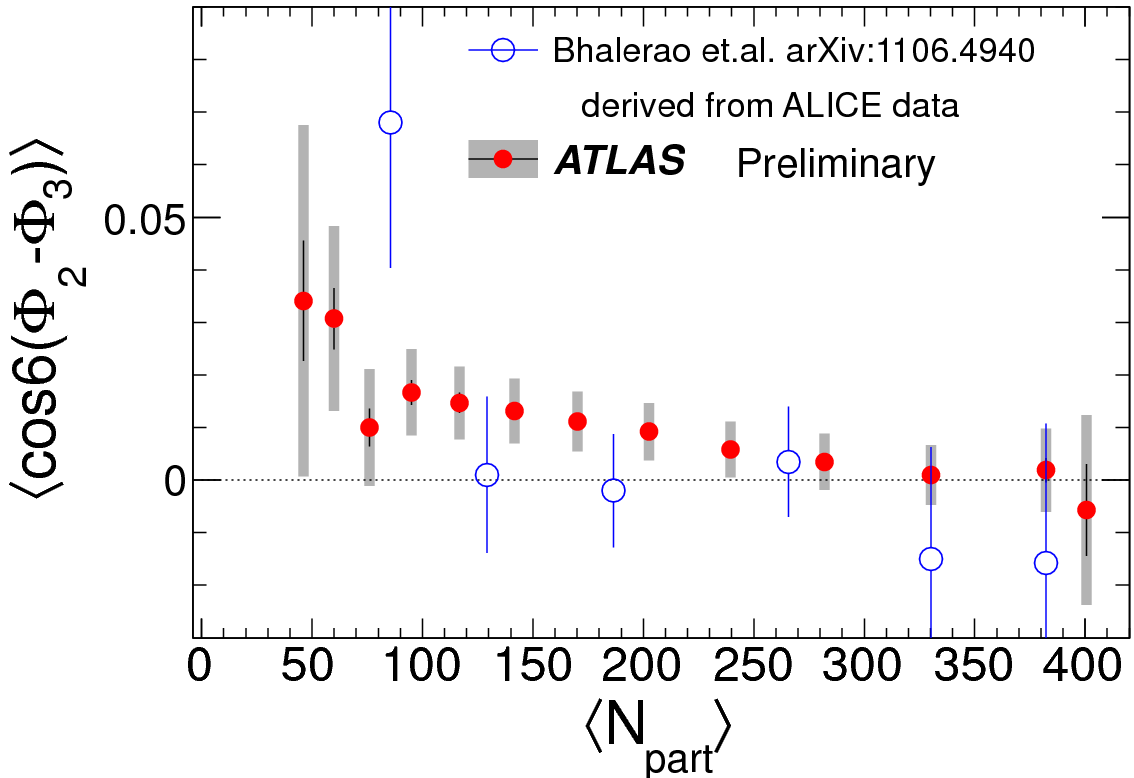 Bhalerao et.al. arXiv:1106.4940
derived from ALICE data
ATLAS Preliminary
⟨cos6(Φ₂-Φ₃)⟩
0.05
0
0 50 100 150 200 250 300 350 400
⟨N_part⟩